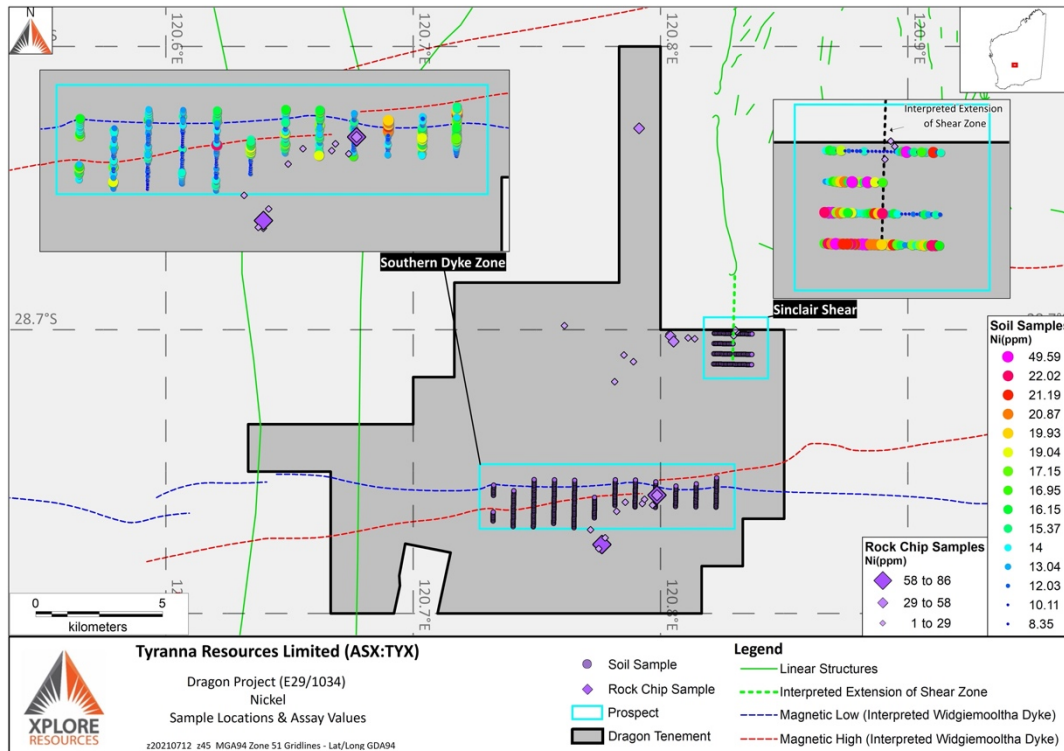 N
120.6°E
120.7°E
120.8°E
120.9°E
Interpreted Extension
of Shear Zone
Southern Dyke Zone
Sinclair Shear
28.7°S
Soil Samples
Ni(ppm)
49.59
22.02
21.19
20.87
19.93
19.04
17.15
16.95
16.15
15.37
14
13.04
12.03
10.11
8.35
Rock Chip Samples
Ni(ppm)
58 to 86
29 to 58
1 to 29
0 5
kilometers
120.7°E
120.8°E
XPLORE
RESOURCES
Tyranna Resources Limited (ASX:TYX)
Dragon Project (E29/1034)
Nickel
Sample Locations & Assay Values
z20210712_z45 MGA94 Zone 51 Gridlines - Lat/Long GDA94
Legend
Soil Sample
Rock Chip Sample
Prospect
Dragon Tenement
Linear Structures
Interpreted Extension of Shear Zone
Magnetic Low (Interpreted Widgiemooltha Dyke)
Magnetic High (Interpreted Widgiemooltha Dyke)